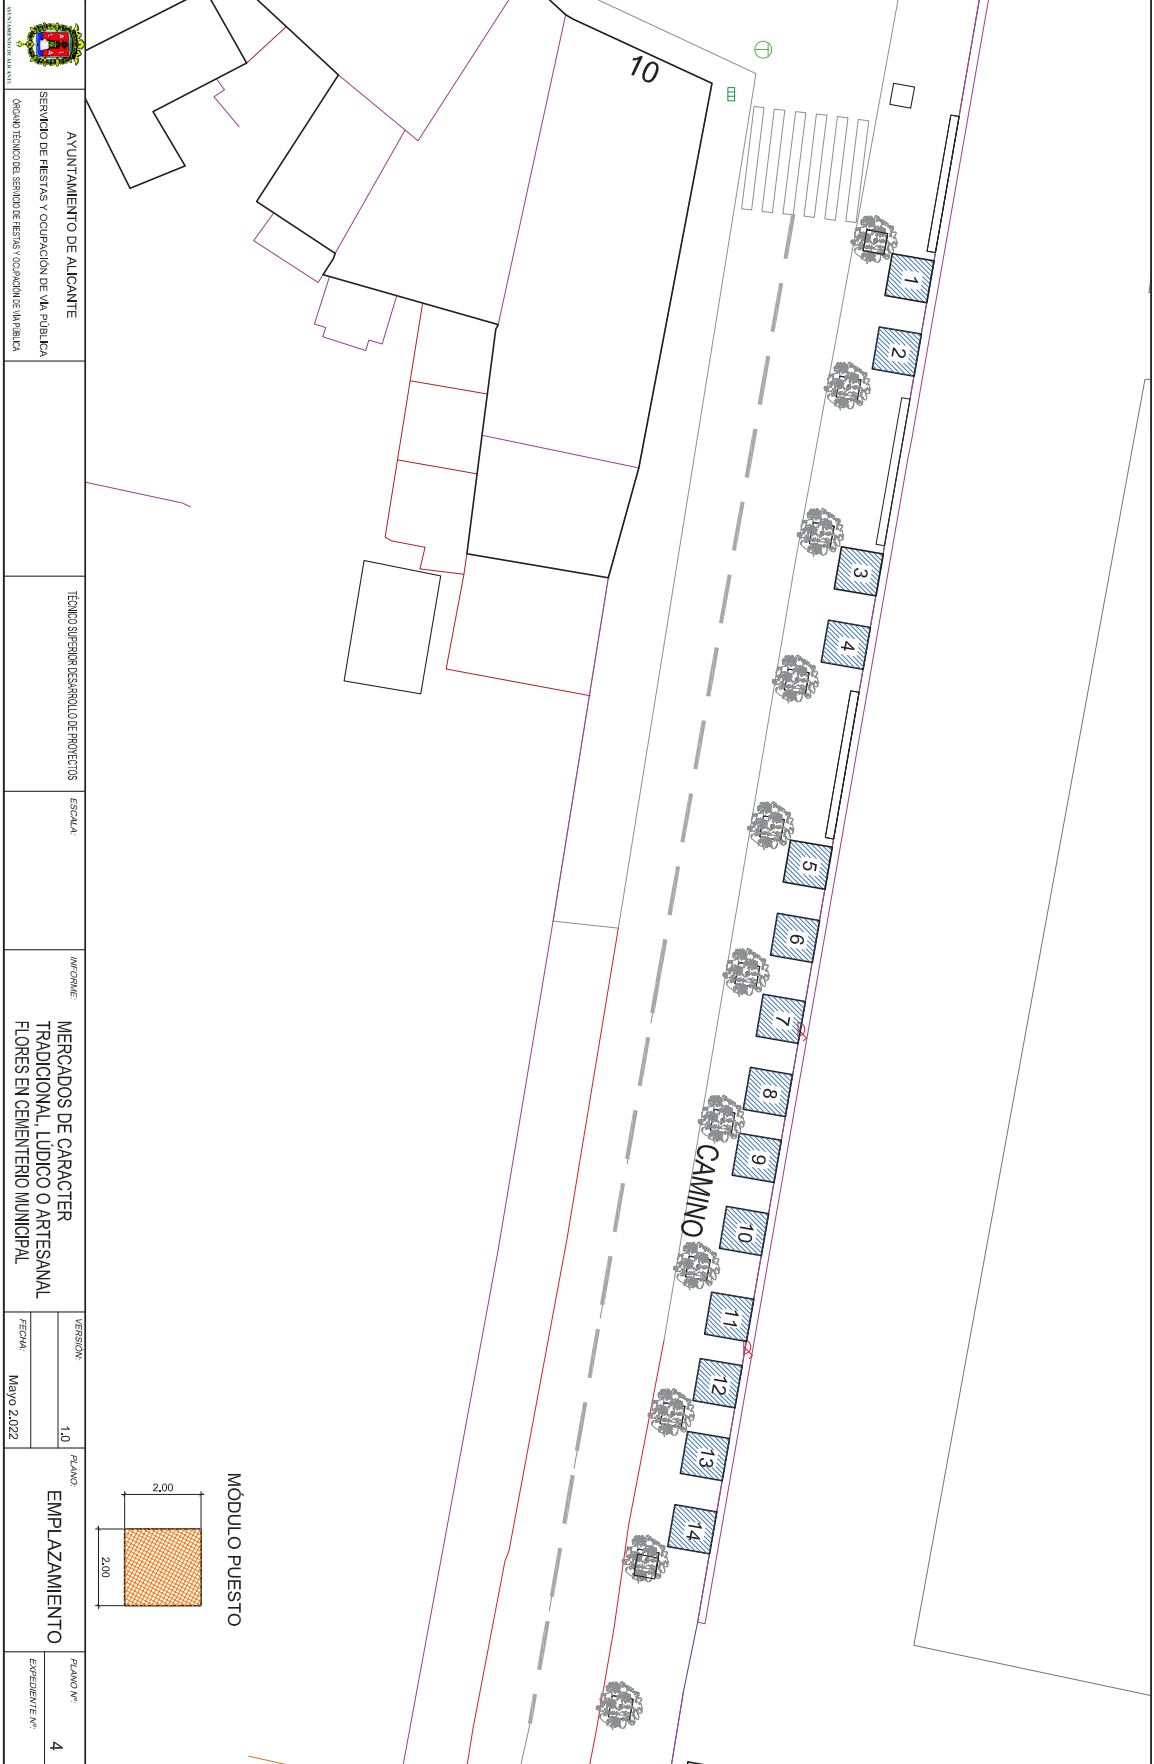 10
1
2
3
4
5
6
7
8
9
10
11
12
13
14
CAMINO
MÓDULO PUESTO
2.00
2.00
AYUNTAMIENTO DE ALICANTE
AYUNTAMIENTO DE ALICANTE
SERVICIO DE FIESTAS Y OCUPACIÓN DE VÍA PÚBLICA
ÓRGANO TÉCNICO DEL SERVICIO DE FIESTAS Y OCUPACIÓN DE VÍA PÚBLICA
TÉCNICO SUPERIOR DESARROLLO DE PROYECTOS
ESCALA:
INFORME:
MERCADOS DE CARACTER
TRADICIONAL, LÚDICO O ARTESANAL
FLORES EN CEMENTERIO MUNICIPAL
VERSIÓN:
1.0
FECHA:
Mayo 2.022
PLANO:
EMPLAZAMIENTO
PLANO Nº:
4
EXPEDIENTE Nº: